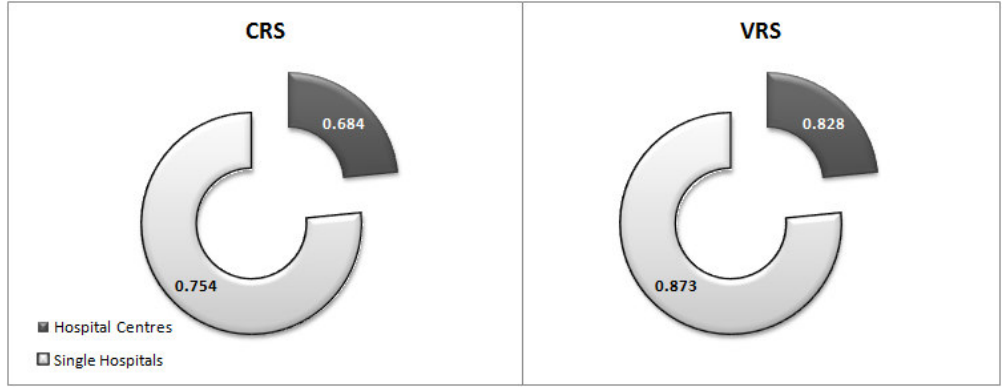 CRS
0.684
0.754
Hospital Centres
Single Hospitals
VRS
0.828
0.873